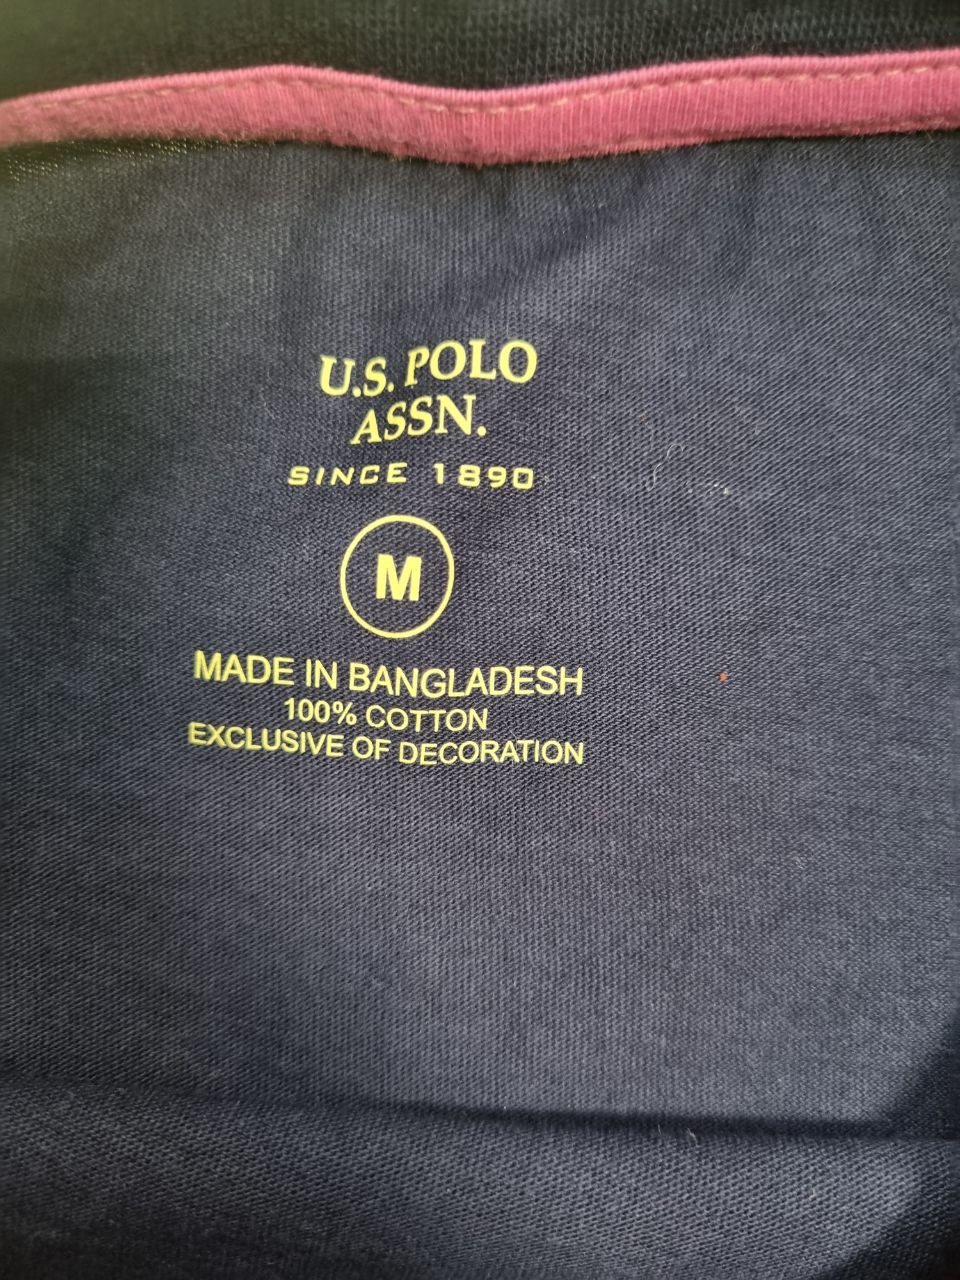 U.S. POLO
ASSN.
SINCE 1890
M
MADE IN BANGLADESH
100% COTTON
EXCLUSIVE OF DECORATION